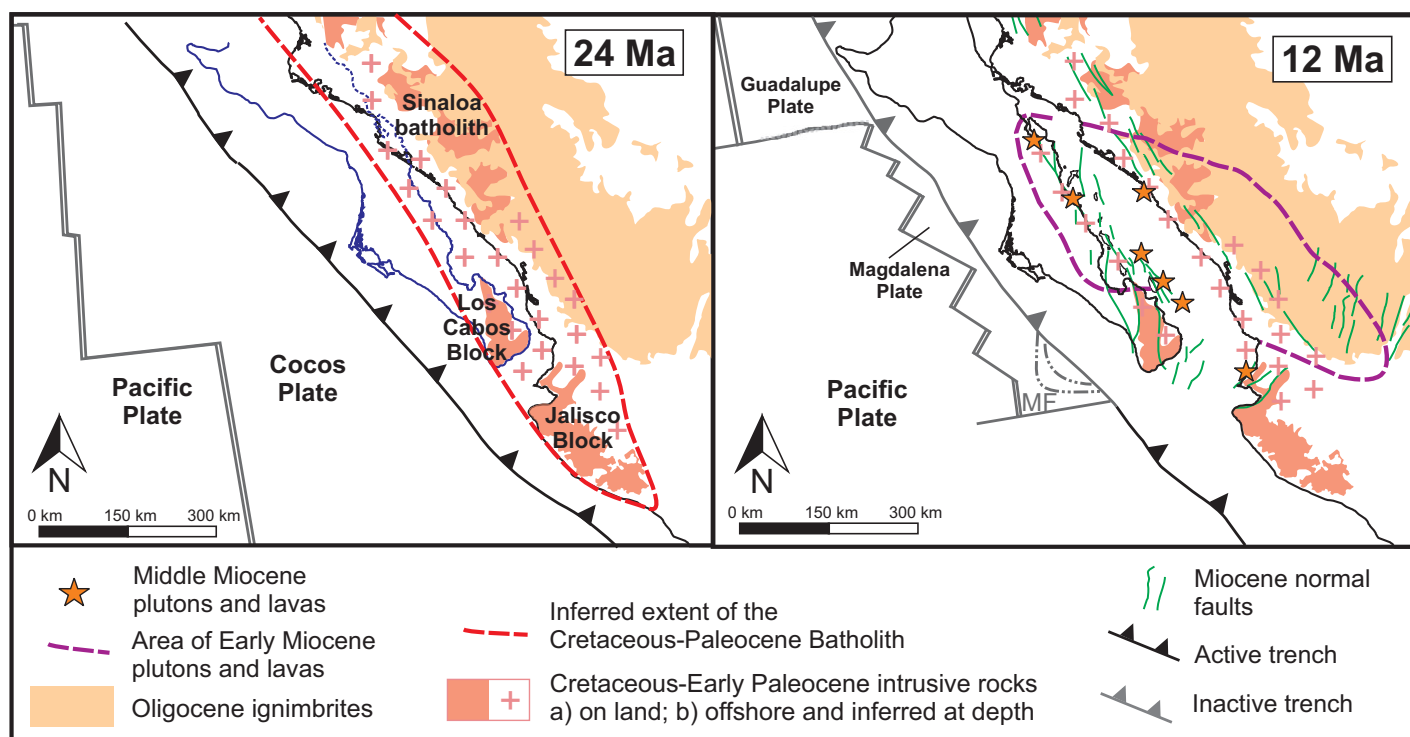 24 Ma
Sinaloa
batholith
Los
Cabos
Block
Jalisco
Block
Cocos
Plate
Pacific
Plate
N
0 km
150 km
300 km
12 Ma
Guadalupe
Plate
Magdalena
Plate
Pacific
Plate
MF
N
0 km
150 km
300 km
Middle Miocene
plutons and lavas
Area of Early Miocene
plutons and lavas
Oligocene ignimbrites
Inferred extent of the
Cretaceous-Paleocene Batholith
Cretaceous-Early Paleocene intrusive rocks
a) on land; b) offshore and inferred at depth
Miocene normal
faults
Active trench
Inactive trench